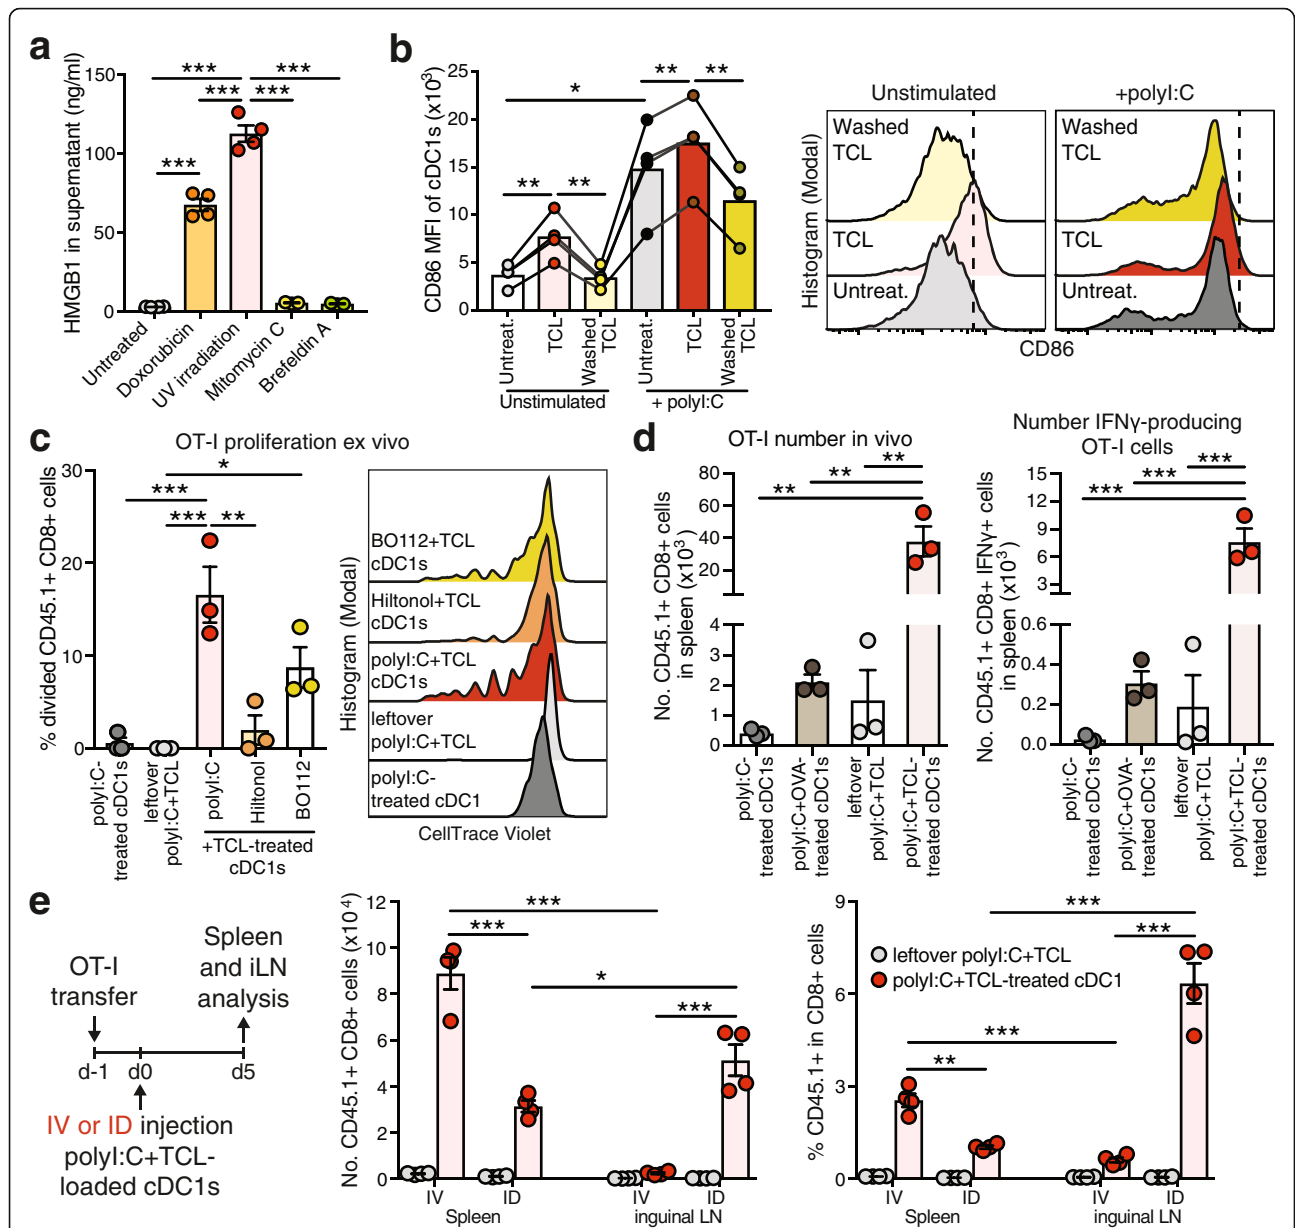 a
HMGB1 in supernatant (ng/ml)
150
100
50
0
***
***
***
***
Untreated
Doxorubicin
UV irradiation
Mitomycin C
Brefeldin A
b
CD86 MFI of cDC1s (x10³)
25
20
15
10
5
0
*
**
**
**
**
Untreat.
TCL
Washed TCL
Untreat.
TCL
Washed TCL
Unstimulated
+ polyI:C
Unstimulated
+polyI:C
Histogram (Modal)
Washed
TCL
TCL
Untreat.
Washed
TCL
TCL
Untreat.
CD86
c
OT-I proliferation ex vivo
% divided CD45.1+ CD8+ cells
30
20
10
0
*
***
***
**
polyI:C-
treated cDC1s
leftover
polyI:C+TCL
polyI:C
Hiltonol
BO112
+TCL-treated
cDC1s
Histogram (Modal)
BO112+TCL
cDC1s
Hiltonol+TCL
cDC1s
polyI:C+TCL
cDC1s
leftover
polyI:C+TCL
polyI:C-
treated cDC1
CellTrace Violet
d
OT-I number in vivo
No. CD45.1+ CD8+ cells
in spleen (x10³)
80
60
40
20
4
3
2
1
0
**
**
**
polyI:C-
treated cDC1s
polyI:C+OVA-
treated cDC1s
leftover
polyI:C+TCL
polyI:C+TCL-
treated cDC1s
Number IFNγ-producing
OT-I cells
No. CD45.1+ CD8+ IFNγ+ cells
in spleen (x10³)
15
12
9
6
3
0.6
0.4
0.2
0.0
***
***
***
polyI:C-
treated cDC1s
polyI:C+OVA-
treated cDC1s
leftover
polyI:C+TCL
polyI:C+TCL-
treated cDC1s
e
OT-I
transfer
Spleen
and iLN
analysis
d-1
d0
d5
IV or ID injection
polyI:C+TCL-
loaded cDC1s
No. CD45.1+ CD8+ cells (x10⁴)
12
10
8
6
4
2
0
***
***
*
***
IV
ID
IV
ID
Spleen
inguinal LN
% CD45.1+ in CD8+ cells
9
6
3
0
***
***
leftover polyI:C+TCL
polyI:C+TCL-treated cDC1
***
**
IV
ID
IV
ID
Spleen
inguinal LN